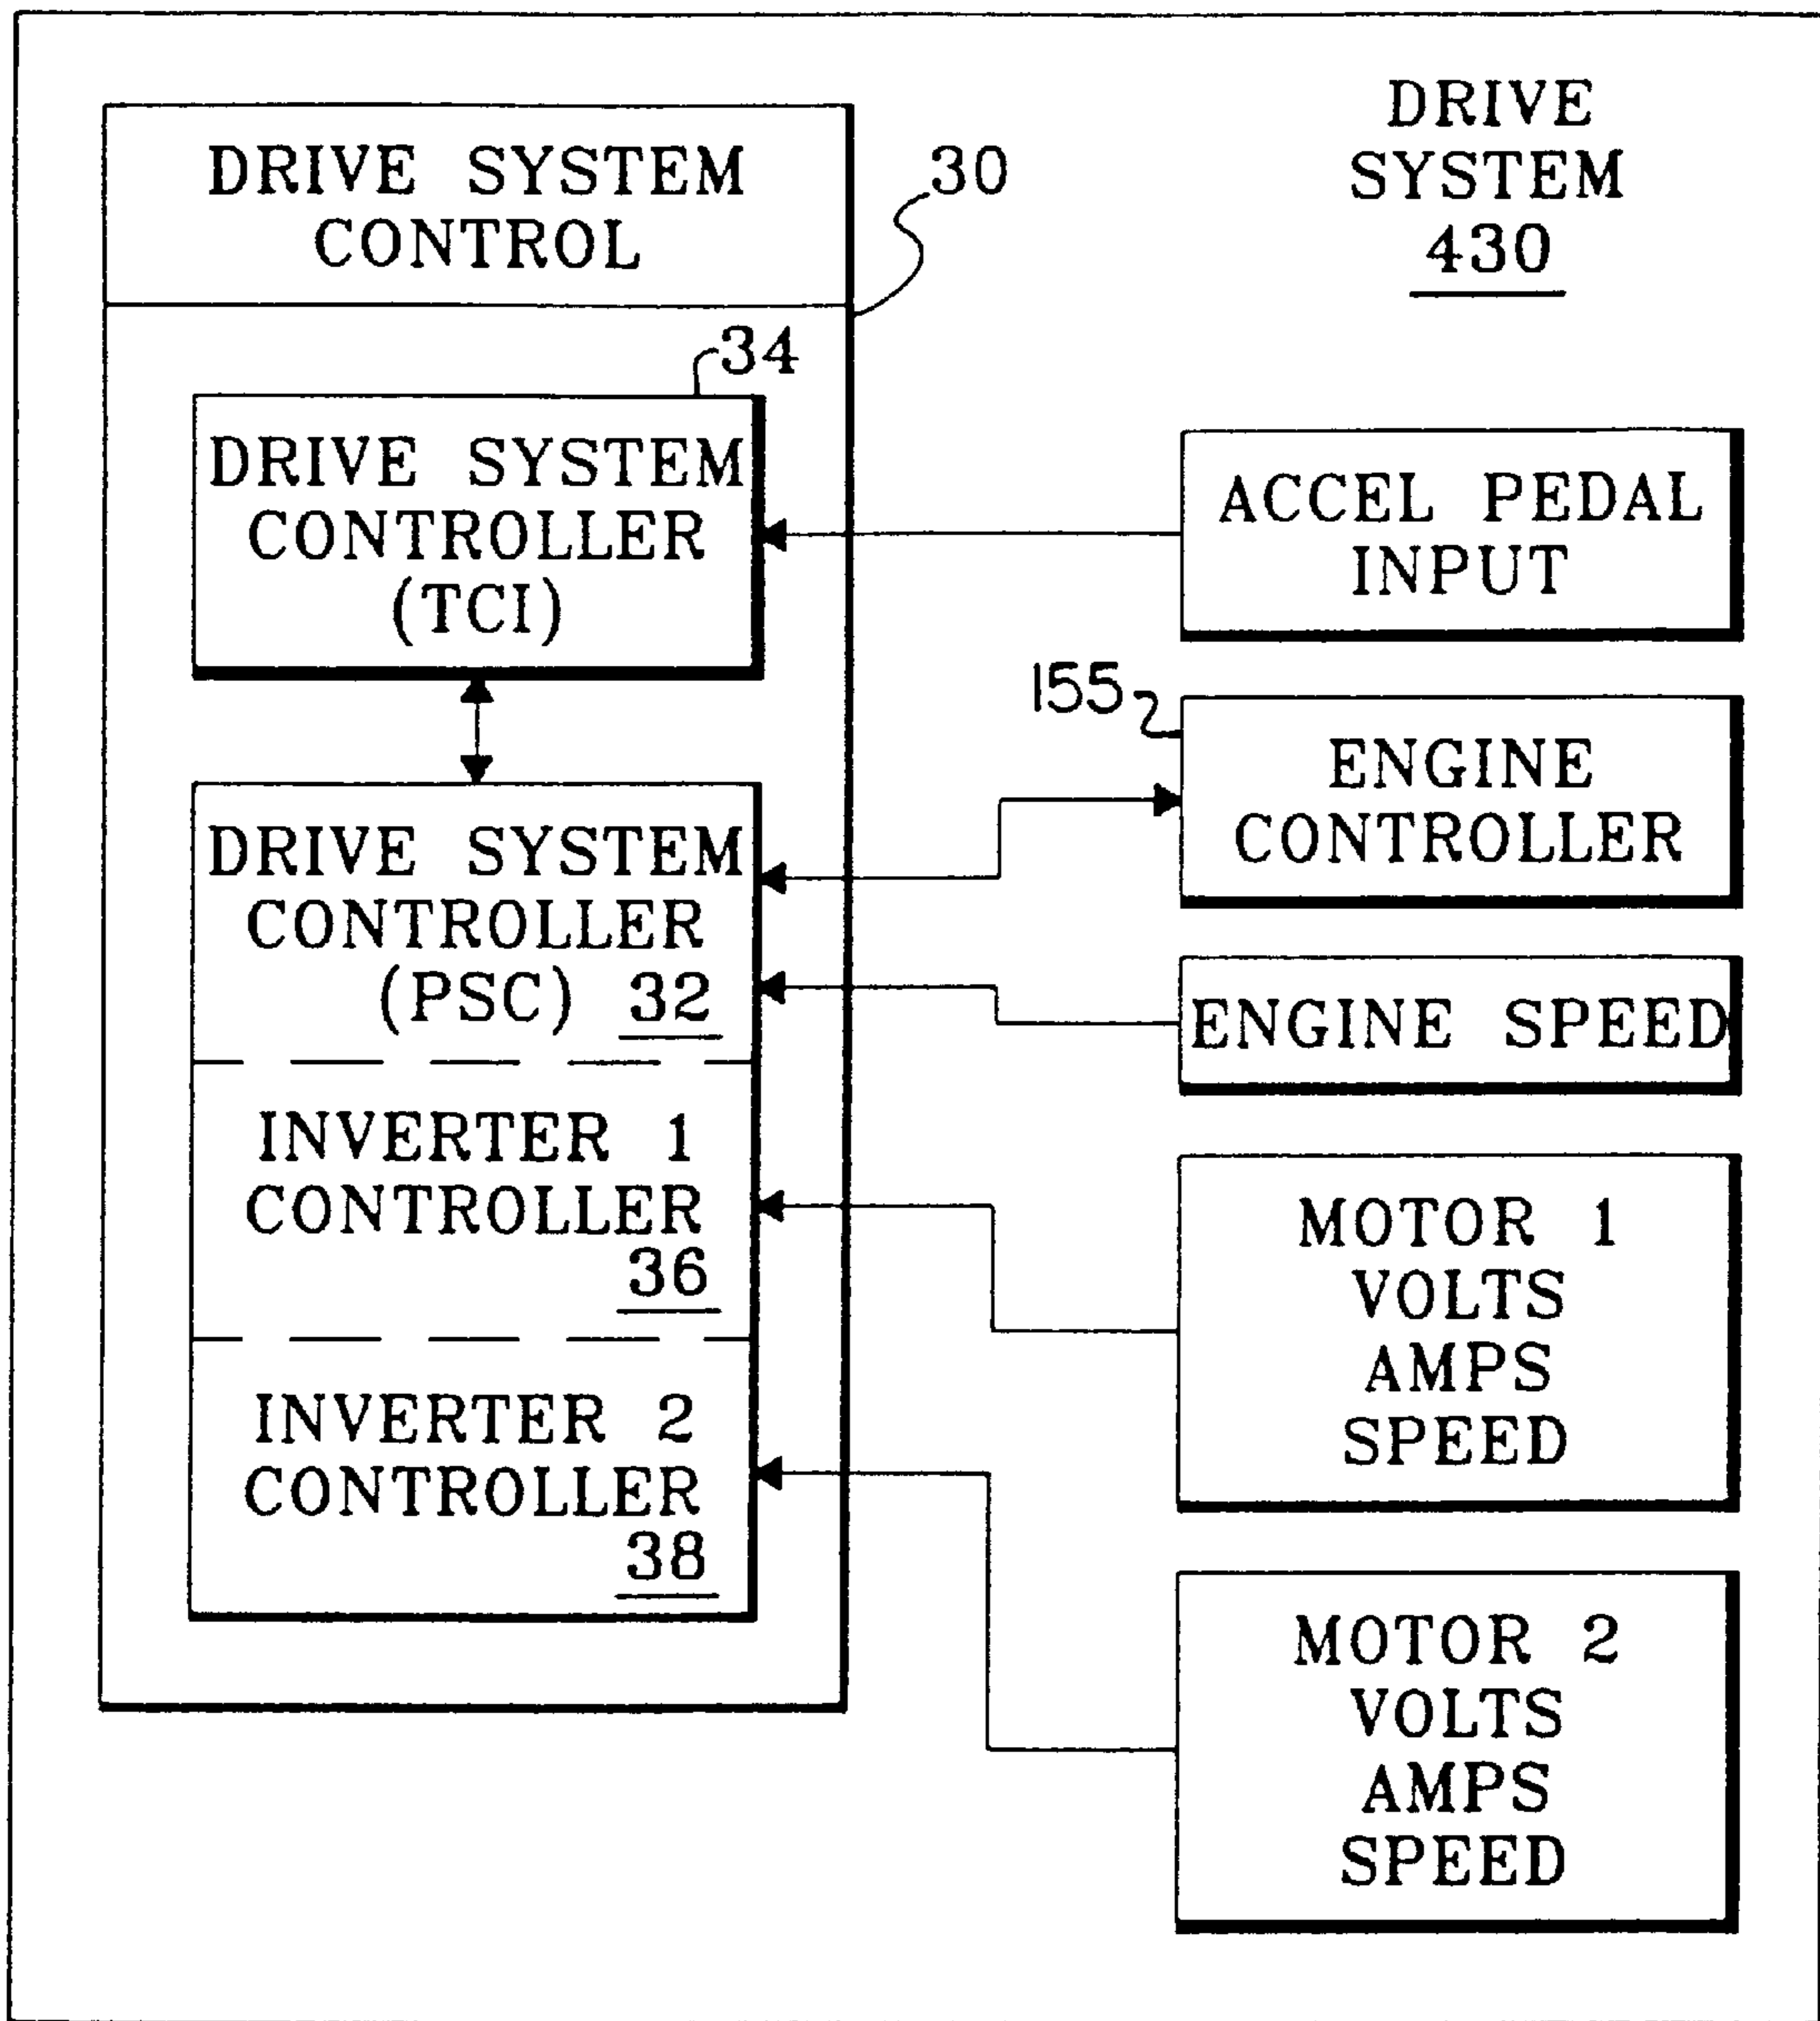 DRIVE
SYSTEM
430
DRIVE SYSTEM
CONTROL
30
34
DRIVE SYSTEM
CONTROLLER
(TCI)
DRIVE SYSTEM
CONTROLLER
(PSC) 32
INVERTER 1
CONTROLLER
36
INVERTER 2
CONTROLLER
38
ACCEL PEDAL
INPUT
155
ENGINE
CONTROLLER
ENGINE SPEED
MOTOR 1
VOLTS
AMPS
SPEED
MOTOR 2
VOLTS
AMPS
SPEED